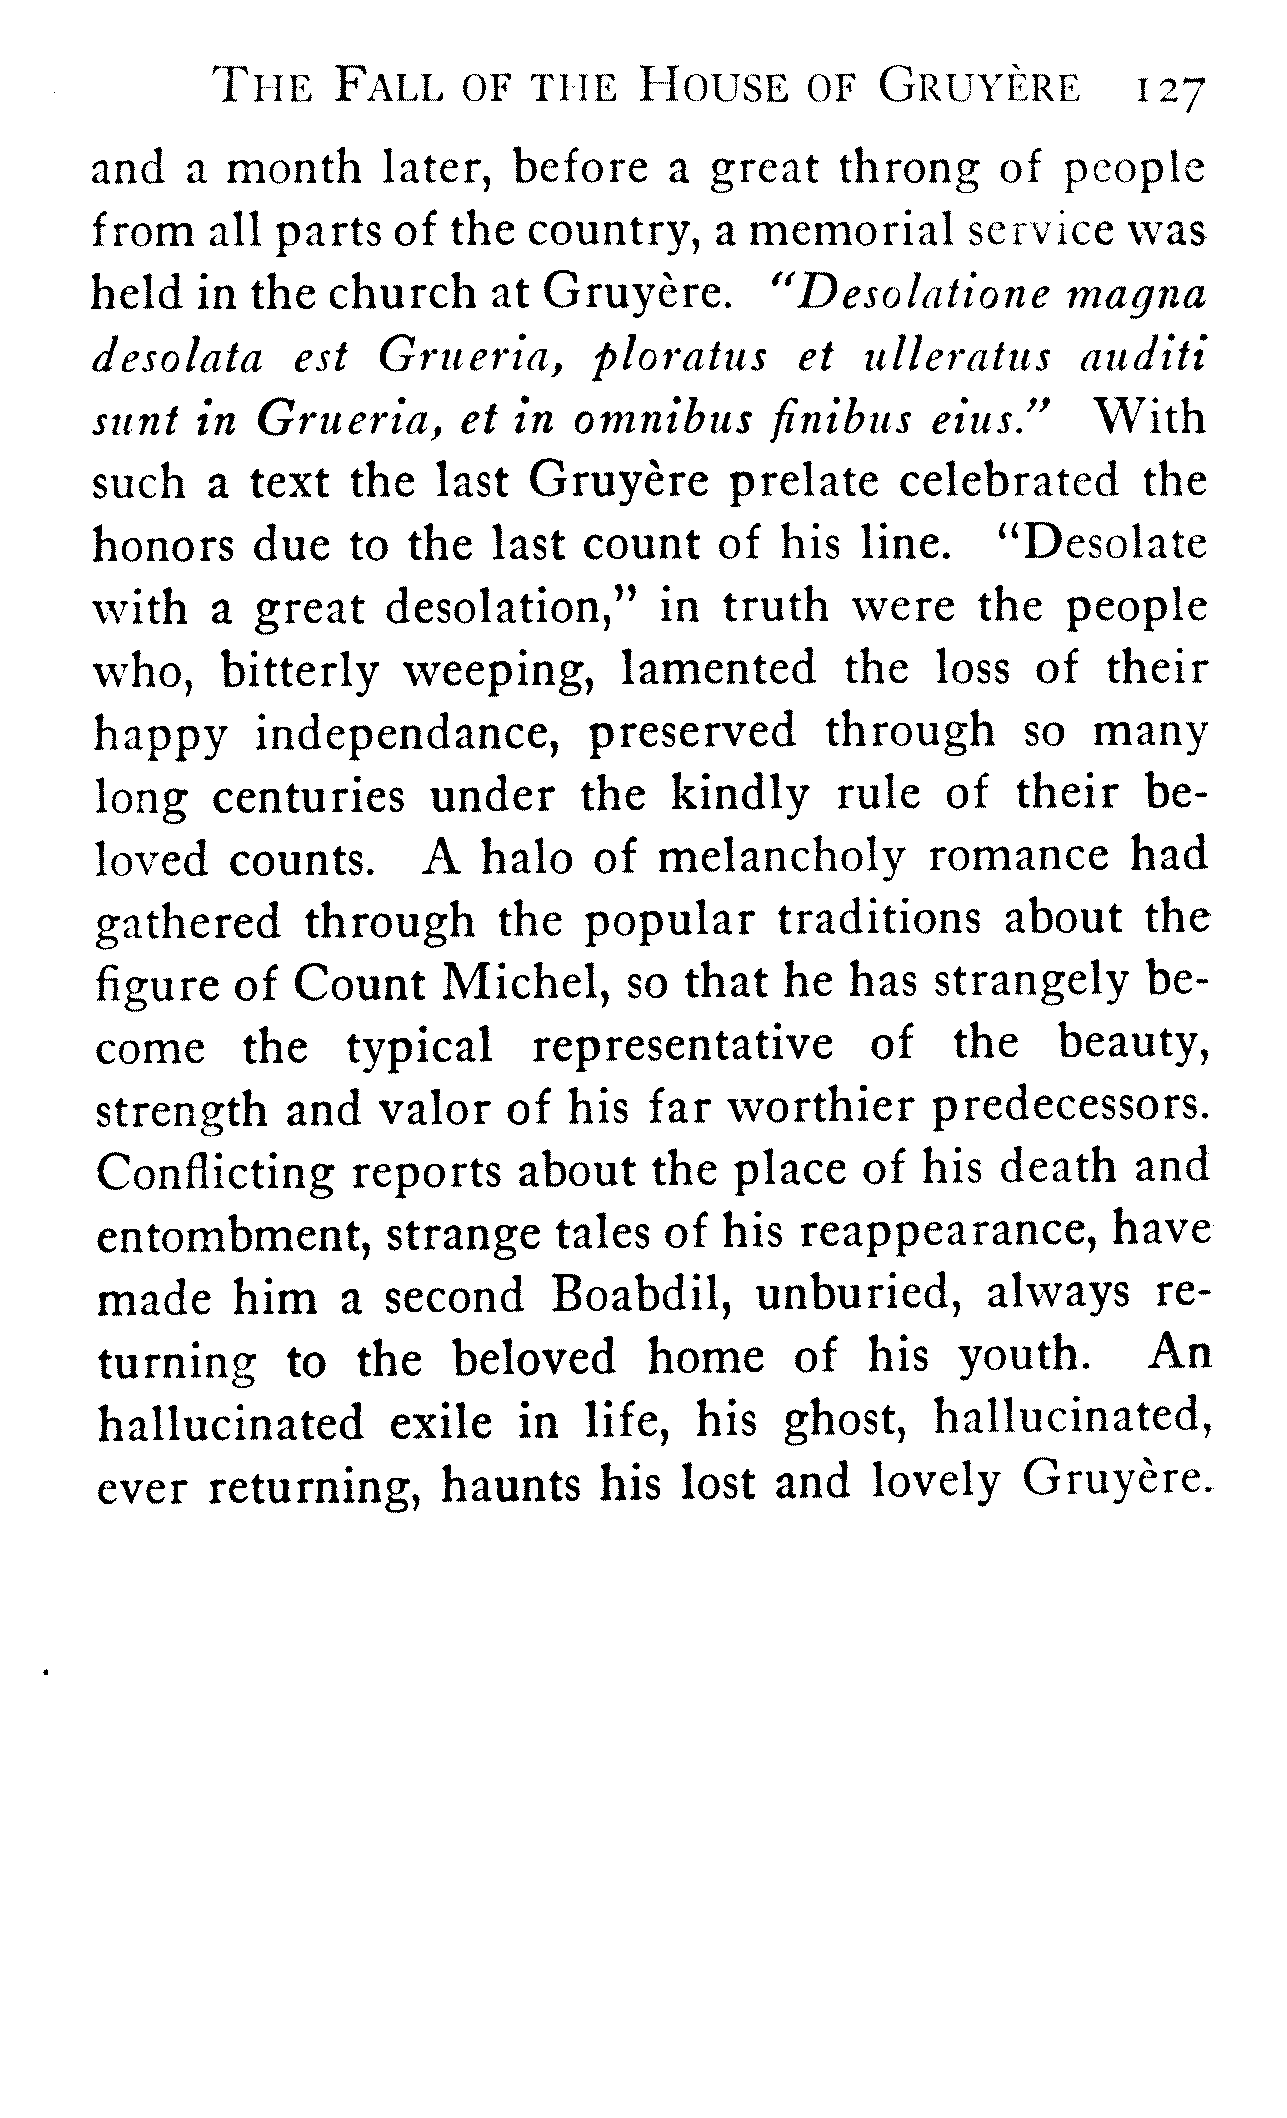 THE FALL OF THE HOUSE OF GRUYÈRE 127
and a month later, before a great throng of people
from all parts of the country, a memorial service was
held in the church at Gruyère. "Desolatione magna
desolata est Grueria, ploratus et ulleratus auditi
sunt in Grueria, et in omnibus finibus eius." With
such a text the last Gruyère prelate celebrated the
honors due to the last count of his line. "Desolate
with a great desolation," in truth were the people
who, bitterly weeping, lamented the loss of their
happy independance, preserved through so many
long centuries under the kindly rule of their be-
loved counts. A halo of melancholy romance had
gathered through the popular traditions about the
figure of Count Michel, so that he has strangely be-
come the typical representative of the beauty,
strength and valor of his far worthier predecessors.
Conflicting reports about the place of his death and
entombment, strange tales of his reappearance, have
made him a second Boabdil, unburied, always re-
turning to the beloved home of his youth. An
hallucinated exile in life, his ghost, hallucinated,
ever returning, haunts his lost and lovely Gruyère.